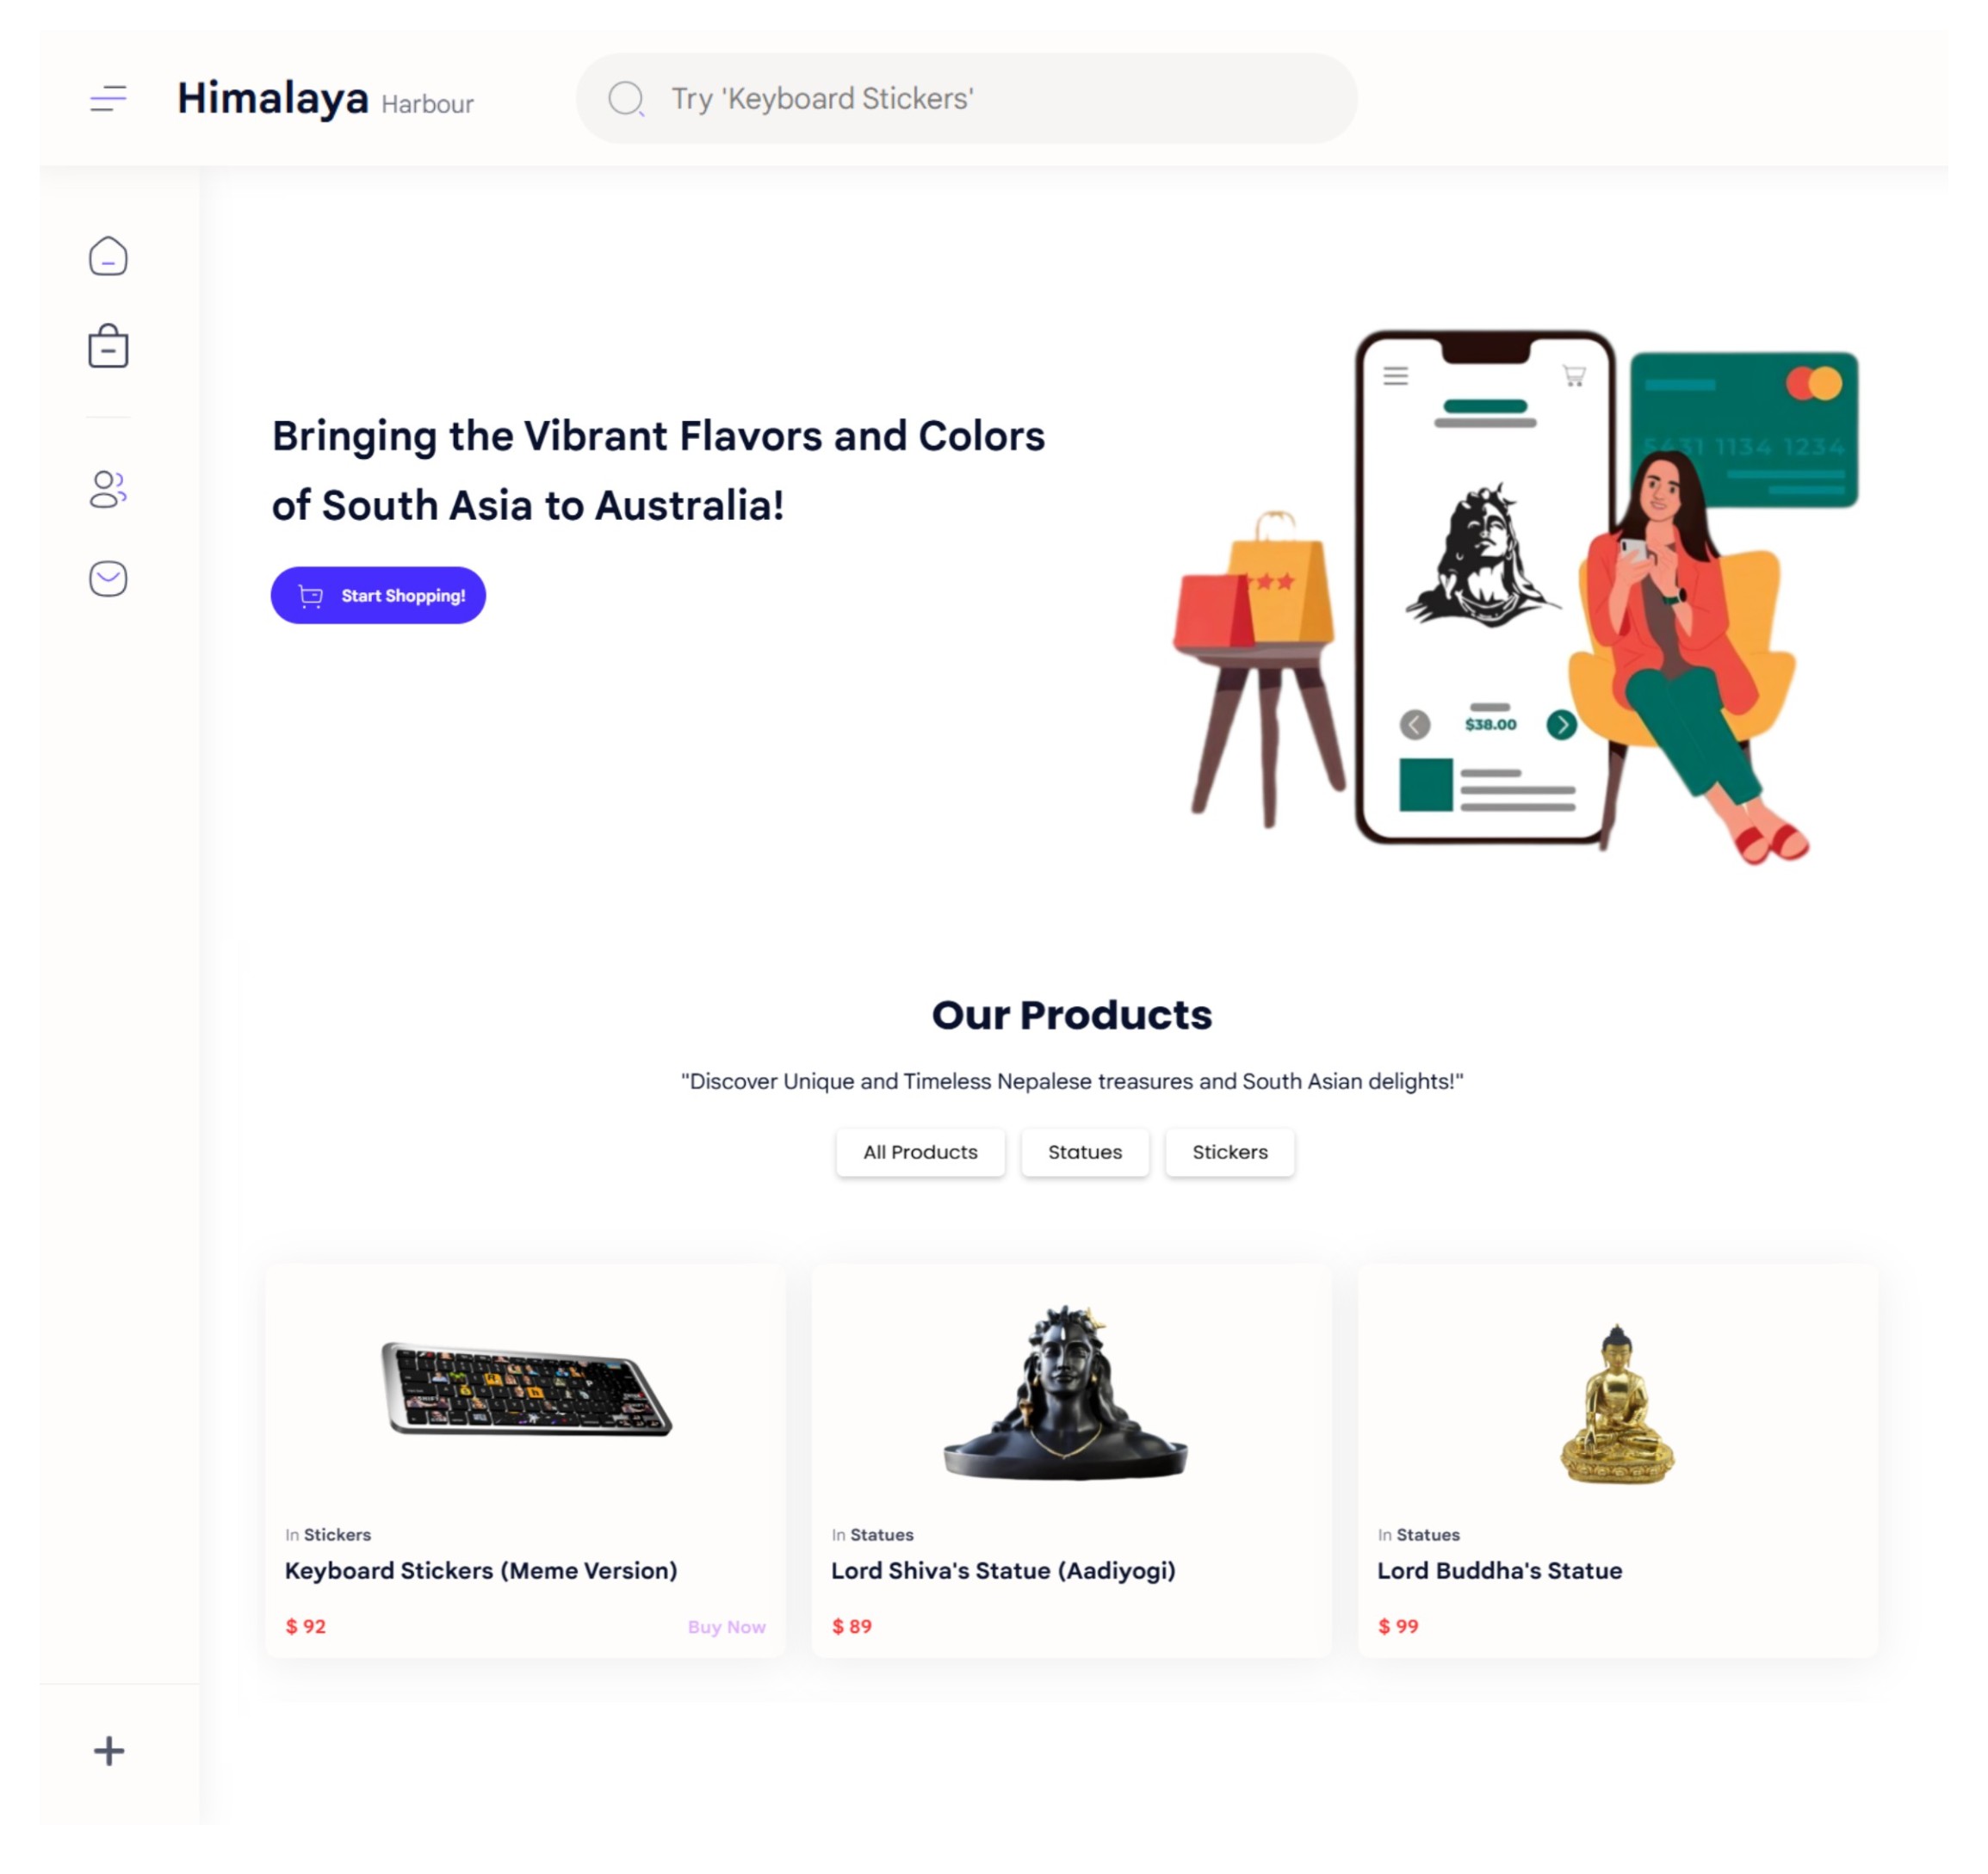 Himalaya Harbour
Try 'Keyboard Stickers'
Bringing the Vibrant Flavors and Colors
of South Asia to Australia!
Start Shopping!
5431 1134 1234
$38.00
Our Products
"Discover Unique and Timeless Nepalese treasures and South Asian delights!"
All Products
Statues
Stickers
In Stickers
Keyboard Stickers (Meme Version)
$ 92
Buy Now
In Statues
Lord Shiva's Statue (Aadiyogi)
$ 89
In Statues
Lord Buddha's Statue
$ 99